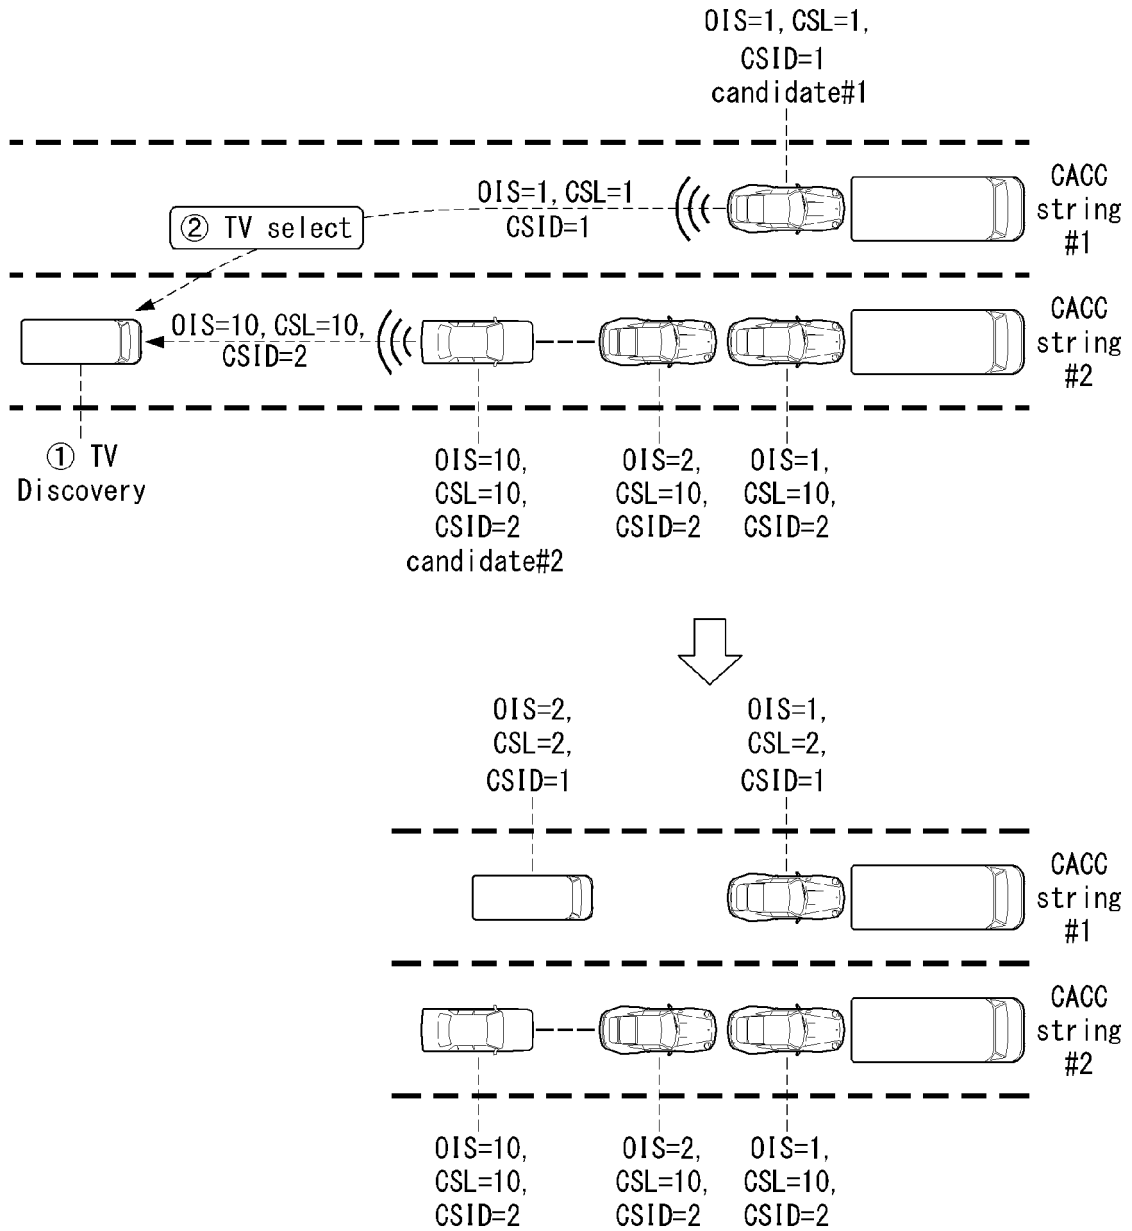 OIS=1, CSL=1,
CSID=1
candidate#1
OIS=1, CSL=1
CSID=1
② TV select
CACC
string
#1
OIS=10, CSL=10,
CSID=2
CACC
string
#2
① TV
Discovery
OIS=10,
CSL=10,
CSID=2
candidate#2
OIS=2,
CSL=10,
CSID=2
OIS=1,
CSL=10,
CSID=2
OIS=2,
CSL=2,
CSID=1
OIS=1,
CSL=2,
CSID=1
CACC
string
#1
CACC
string
#2
OIS=10,
CSL=10,
CSID=2
OIS=2,
CSL=10,
CSID=2
OIS=1,
CSL=10,
CSID=2